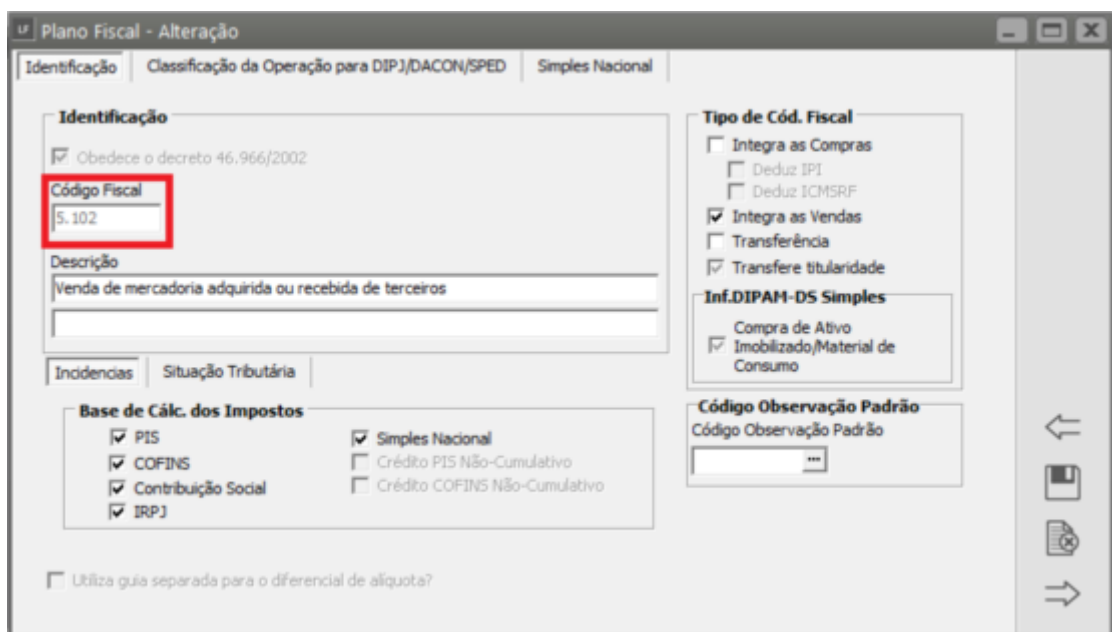 LF Plano Fiscal - Alteração
Identificação Classificação da Operação para DIPJ/DACON/SPED Simples Nacional
Identificação
Obedece o decreto 46.966/2002
Código Fiscal
5.102
Descrição
Venda de mercadoria adquirida ou recebida de terceiros
Incidencias Situação Tributária
Base de Cálc. dos Impostos
PIS
COFINS
Contribuição Social
IRPJ
Simples Nacional
Crédito PIS Não-Cumulativo
Crédito COFINS Não-Cumulativo
Utiliza guia separada para o diferencial de alíquota?
Tipo de Cód. Fiscal
Integra as Compras
Deduz IPI
Deduz ICMSRF
Integra as Vendas
Transferência
Transfere titularidade
Inf.DIPAM-DS Simples
Compra de Ativo
Imobilizado/Material de
Consumo
Código Observação Padrão
Código Observação Padrão
...